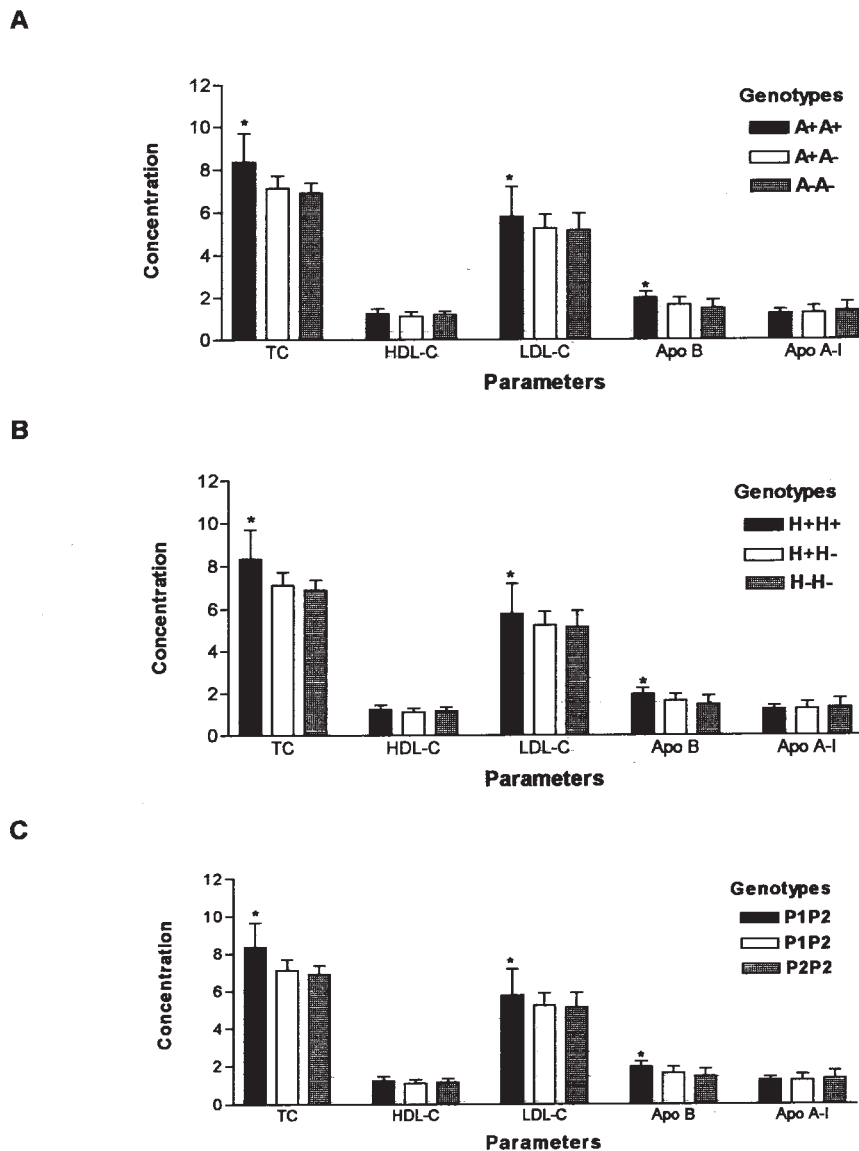 A
12
10
8
6
4
2
0
Concentration
*
*
*
Genotypes
A+A+
A+A-
A-A-
TC HDL-C LDL-C Apo B Apo A-I
Parameters
B
12
10
8
6
4
2
0
Concentration
*
*
*
Genotypes
H+H+
H+H-
H-H-
TC HDL-C LDL-C Apo B Apo A-I
Parameters
C
12
10
8
6
4
2
0
Concentration
*
*
*
Genotypes
P1P2
P1P2
P2P2
TC HDL-C LDL-C Apo B Apo A-I
Parameters